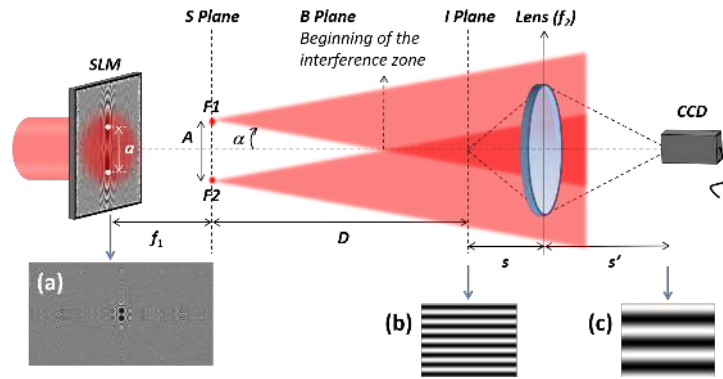 S Plane
B Plane
I Plane
Lens (f₂)
Beginning of the
interference zone
SLM
CCD
F1
a
A
α
F2
f₁
D
s
s'
(a)
(b)
(c)